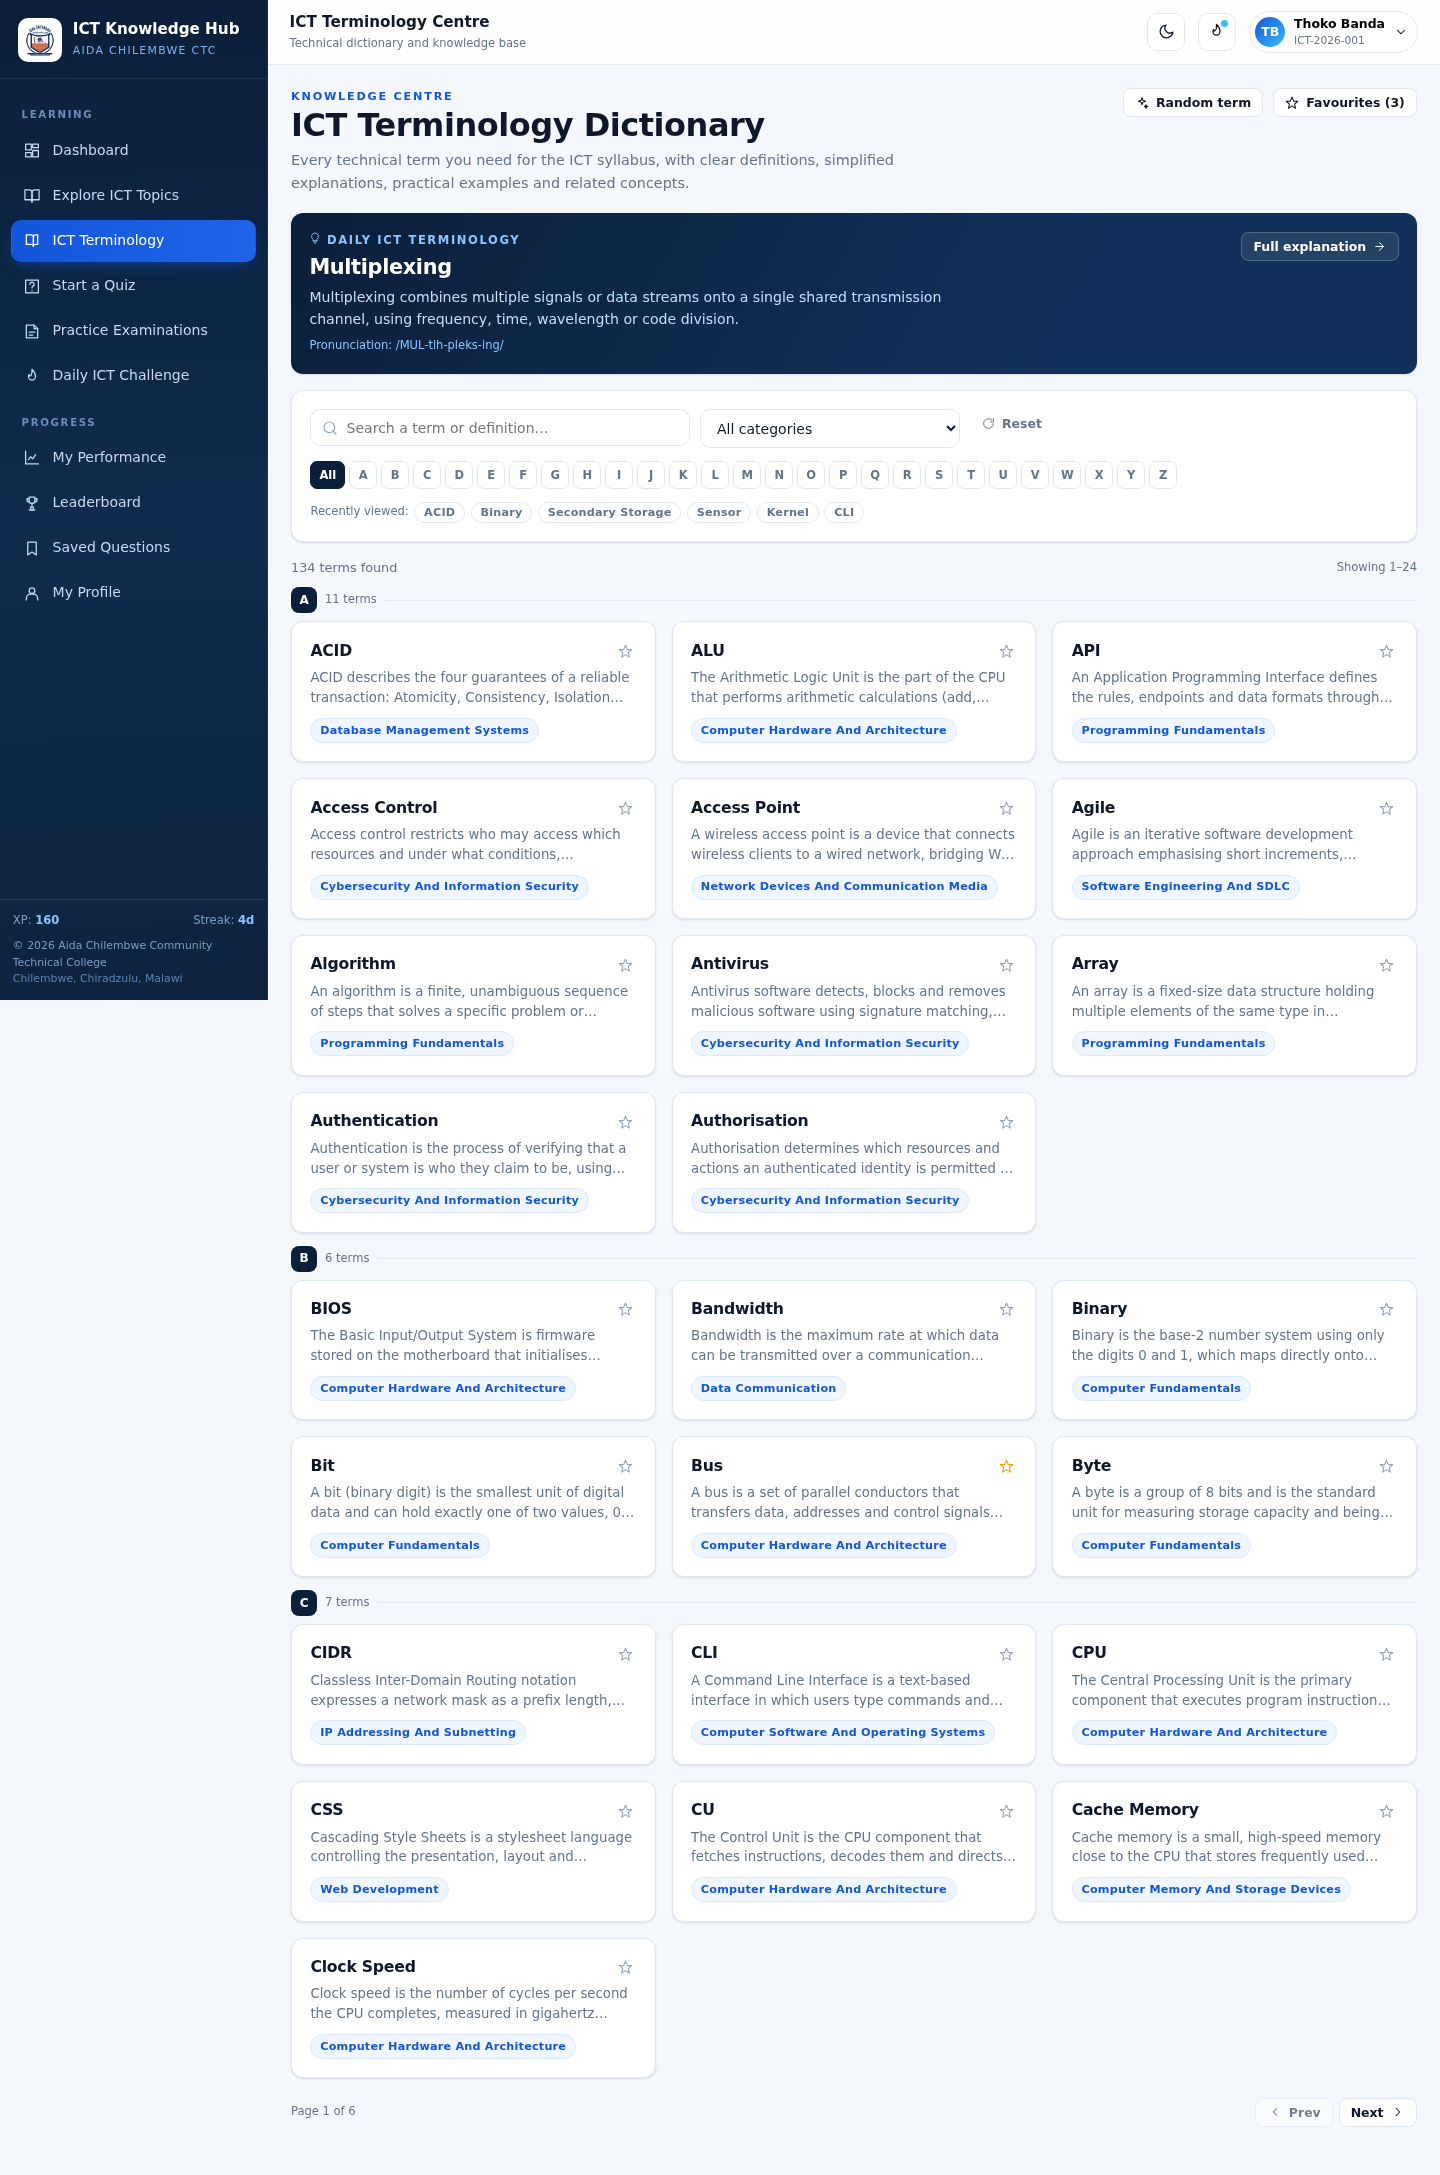 ICT Knowledge Hub
AIDA CHILEMBWE CTC
LEARNING
Dashboard
Explore ICT Topics
ICT Terminology
Start a Quiz
Practice Examinations
Daily ICT Challenge
PROGRESS
My Performance
Leaderboard
Saved Questions
My Profile
XP: 160
Streak: 4d
© 2026 Aida Chilembwe Community
Technical College
Chilembwe, Chiradzulu, Malawi
ICT Terminology Centre
Technical dictionary and knowledge base
TB
Thoko Banda
ICT-2026-001
KNOWLEDGE CENTRE
ICT Terminology Dictionary
Every technical term you need for the ICT syllabus, with clear definitions, simplified
explanations, practical examples and related concepts.
Random term
Favourites (3)
DAILY ICT TERMINOLOGY
Multiplexing
Multiplexing combines multiple signals or data streams onto a single shared transmission
channel, using frequency, time, wavelength or code division.
Pronunciation: /MUL-tih-pleks-ing/
Full explanation
Search a term or definition…
All categories
Reset
All A B C D E F G H I J K L M N O P Q R S T U V W X Y Z
Recently viewed: ACID Binary Secondary Storage Sensor Kernel CLI
134 terms found
Showing 1–24
A 11 terms
ACID
ACID describes the four guarantees of a reliable
transaction: Atomicity, Consistency, Isolation…
Database Management Systems
ALU
The Arithmetic Logic Unit is the part of the CPU
that performs arithmetic calculations (add,…
Computer Hardware And Architecture
API
An Application Programming Interface defines
the rules, endpoints and data formats through…
Programming Fundamentals
Access Control
Access control restricts who may access which
resources and under what conditions,…
Cybersecurity And Information Security
Access Point
A wireless access point is a device that connects
wireless clients to a wired network, bridging W…
Network Devices And Communication Media
Agile
Agile is an iterative software development
approach emphasising short increments,…
Software Engineering And SDLC
Algorithm
An algorithm is a finite, unambiguous sequence
of steps that solves a specific problem or…
Programming Fundamentals
Antivirus
Antivirus software detects, blocks and removes
malicious software using signature matching,…
Cybersecurity And Information Security
Array
An array is a fixed-size data structure holding
multiple elements of the same type in…
Programming Fundamentals
Authentication
Authentication is the process of verifying that a
user or system is who they claim to be, using…
Cybersecurity And Information Security
Authorisation
Authorisation determines which resources and
actions an authenticated identity is permitted …
Cybersecurity And Information Security
B 6 terms
BIOS
The Basic Input/Output System is firmware
stored on the motherboard that initialises…
Computer Hardware And Architecture
Bandwidth
Bandwidth is the maximum rate at which data
can be transmitted over a communication…
Data Communication
Binary
Binary is the base-2 number system using only
the digits 0 and 1, which maps directly onto…
Computer Fundamentals
Bit
A bit (binary digit) is the smallest unit of digital
data and can hold exactly one of two values, 0…
Computer Fundamentals
Bus
A bus is a set of parallel conductors that
transfers data, addresses and control signals…
Computer Hardware And Architecture
Byte
A byte is a group of 8 bits and is the standard
unit for measuring storage capacity and being…
Computer Fundamentals
C 7 terms
CIDR
Classless Inter-Domain Routing notation
expresses a network mask as a prefix length,…
IP Addressing And Subnetting
CLI
A Command Line Interface is a text-based
interface in which users type commands and…
Computer Software And Operating Systems
CPU
The Central Processing Unit is the primary
component that executes program instruction…
Computer Hardware And Architecture
CSS
Cascading Style Sheets is a stylesheet language
controlling the presentation, layout and…
Web Development
CU
The Control Unit is the CPU component that
fetches instructions, decodes them and directs…
Computer Hardware And Architecture
Cache Memory
Cache memory is a small, high-speed memory
close to the CPU that stores frequently used…
Computer Memory And Storage Devices
Clock Speed
Clock speed is the number of cycles per second
the CPU completes, measured in gigahertz…
Computer Hardware And Architecture
Page 1 of 6
Prev
Next